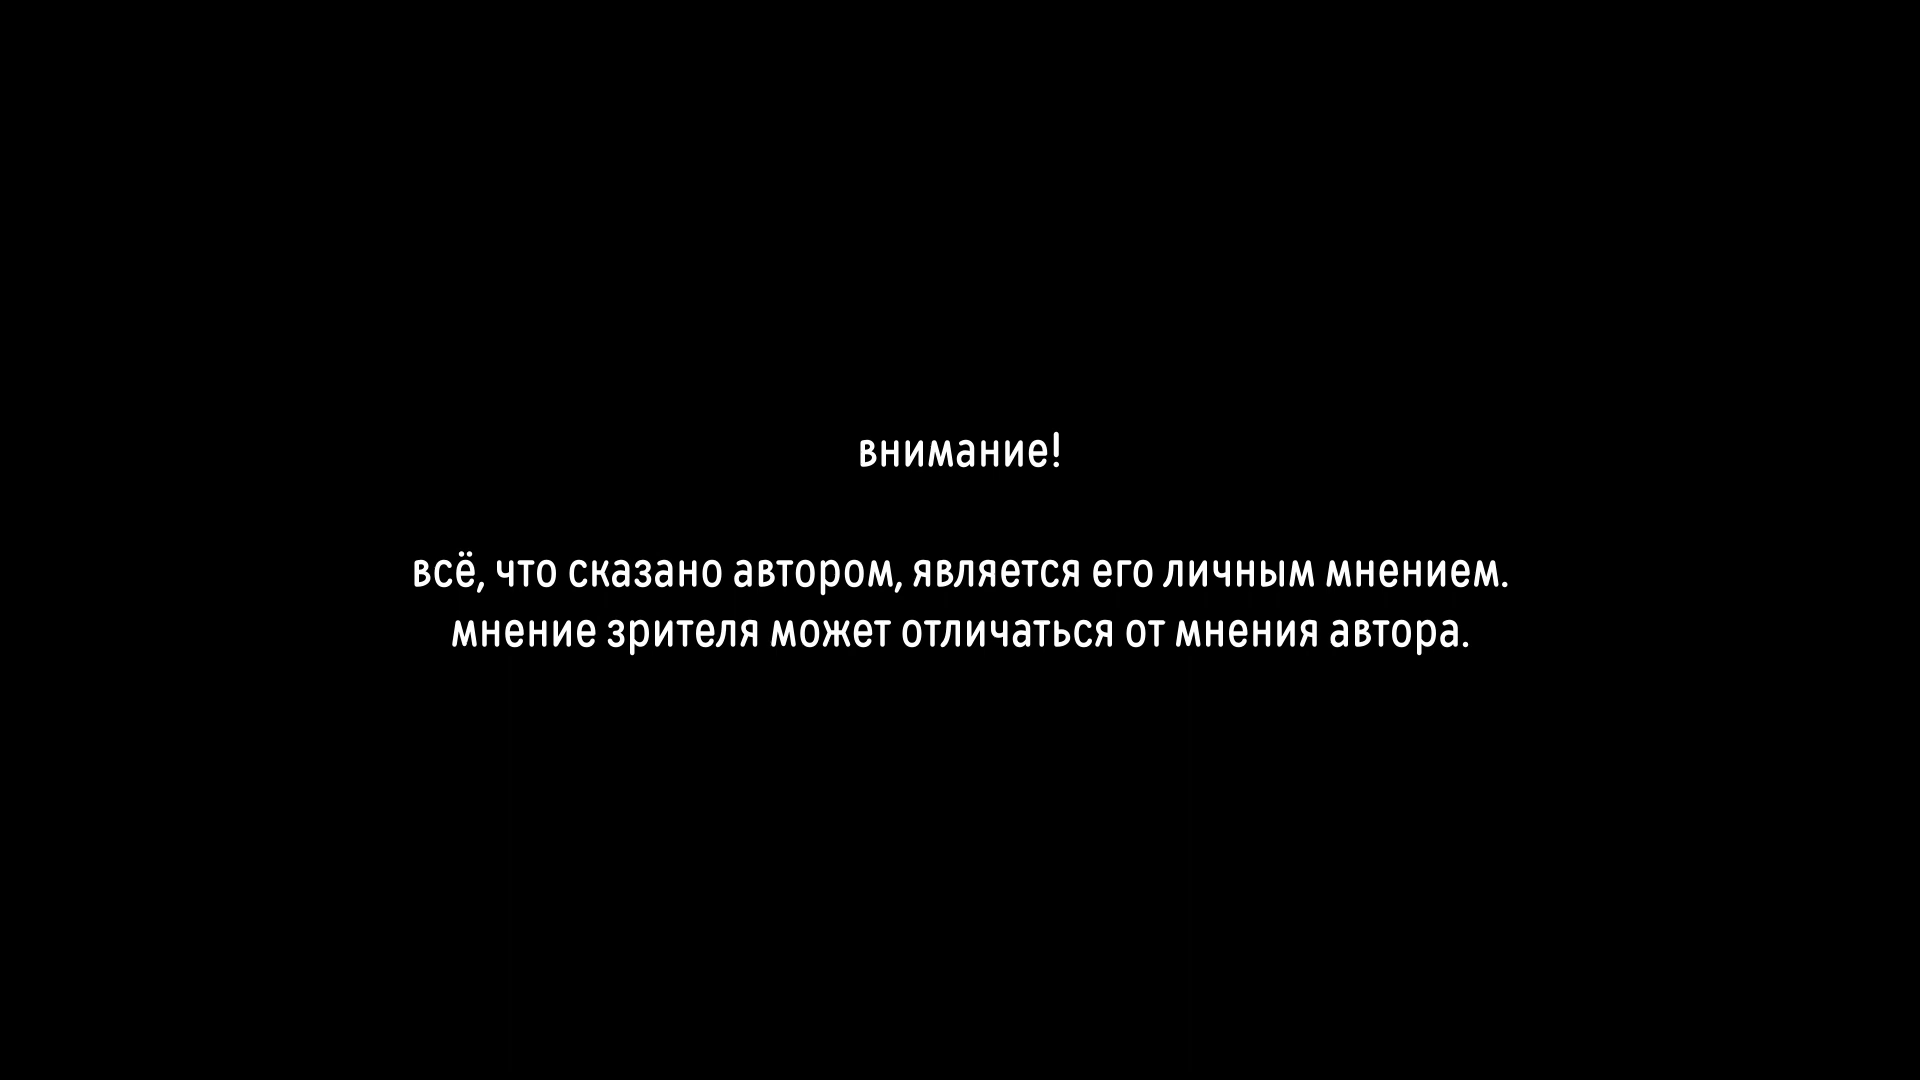 внимание!
всё, что сказано автором, является его личным мнением.
мнение зрителя может отличаться от мнения автора.